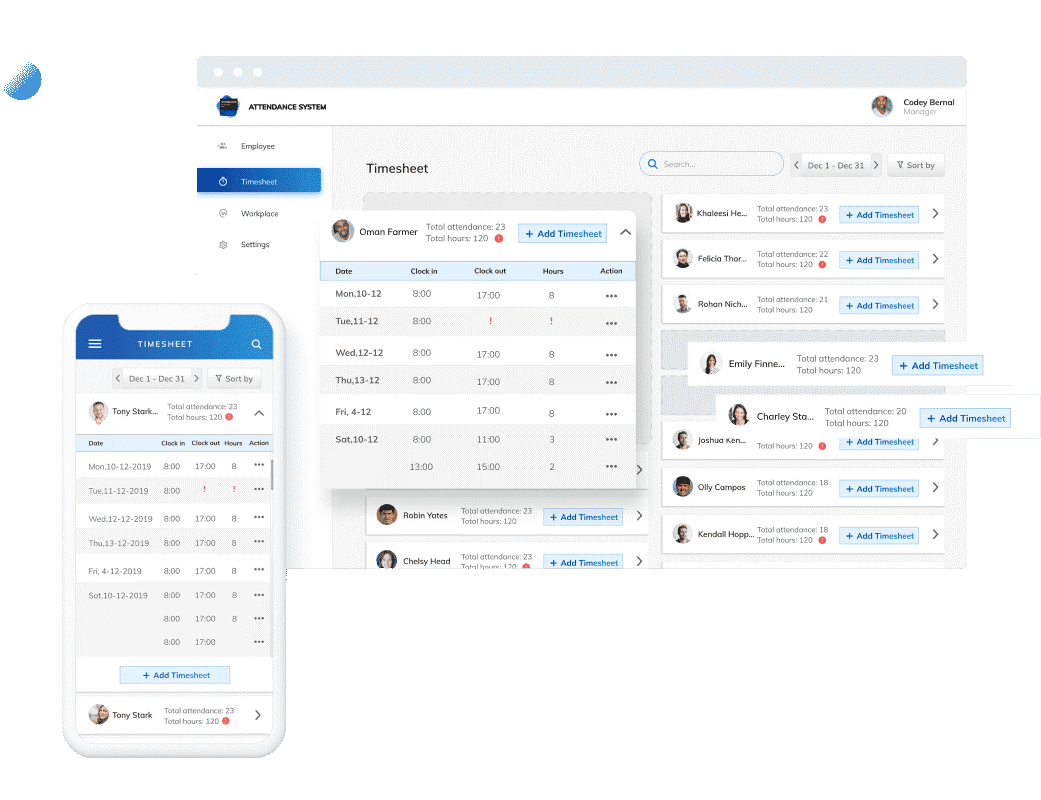 ATTENDANCE SYSTEM
Codey Bernal
Manager
Employee
Timesheet
Workplace
Settings
Timesheet
Search...
Dec 1 - Dec 31
Sort by
Oman Farmer
Total attendance: 23
Total hours: 120 !
+ Add Timesheet
Date Clock in Clock out Hours Action
Mon,10-12 8:00 17:00 8 •••
Tue,11-12 8:00 ! ! •••
Wed,12-12 8:00 17:00 8 •••
Thu,13-12 8:00 17:00 8 •••
Fri, 4-12 8:00 17:00 8 •••
Sat,10-12 8:00 11:00 3 •••
13:00 15:00 2 •••
Robin Yates
Total attendance: 23
Total hours: 120
+ Add Timesheet
Chelsy Head
Total attendance: 23
Total hours: 120 !
+ Add Timesheet
Khaleesi He...
Total attendance: 23
Total hours: 120 !
+ Add Timesheet
Felicia Thor...
Total attendance: 22
Total hours: 120 !
+ Add Timesheet
Rohan Nich...
Total attendance: 21
Total hours: 120 !
+ Add Timesheet
Emily Finne...
Total attendance: 23
Total hours: 120
+ Add Timesheet
Charley Sta...
Total attendance: 20
Total hours: 120
+ Add Timesheet
Joshua Ken...
Total hours: 120 !
+ Add Timesheet
Olly Campos
Total attendance: 18
Total hours: 120
+ Add Timesheet
Kendall Hopp...
Total attendance: 18
Total hours: 120 !
+ Add Timesheet
TIMESHEET
Dec 1 - Dec 31
Sort by
Tony Stark...
Total attendance: 23
Total hours: 120 !
Date Clock in Clock out Hours Action
Mon,10-12-2019 8:00 17:00 8 •••
Tue,11-12-2019 8:00 ! ! •••
Wed,12-12-2019 8:00 17:00 8 •••
Thu,13-12-2019 8:00 17:00 8 •••
Fri, 4-12-2019 8:00 17:00 8 •••
Sat,10-12-2019 8:00 17:00 8 •••
8:00 17:00 8 •••
8:00 17:00 •••
+ Add Timesheet
Tony Stark
Total attendance: 23
Total hours: 120 !